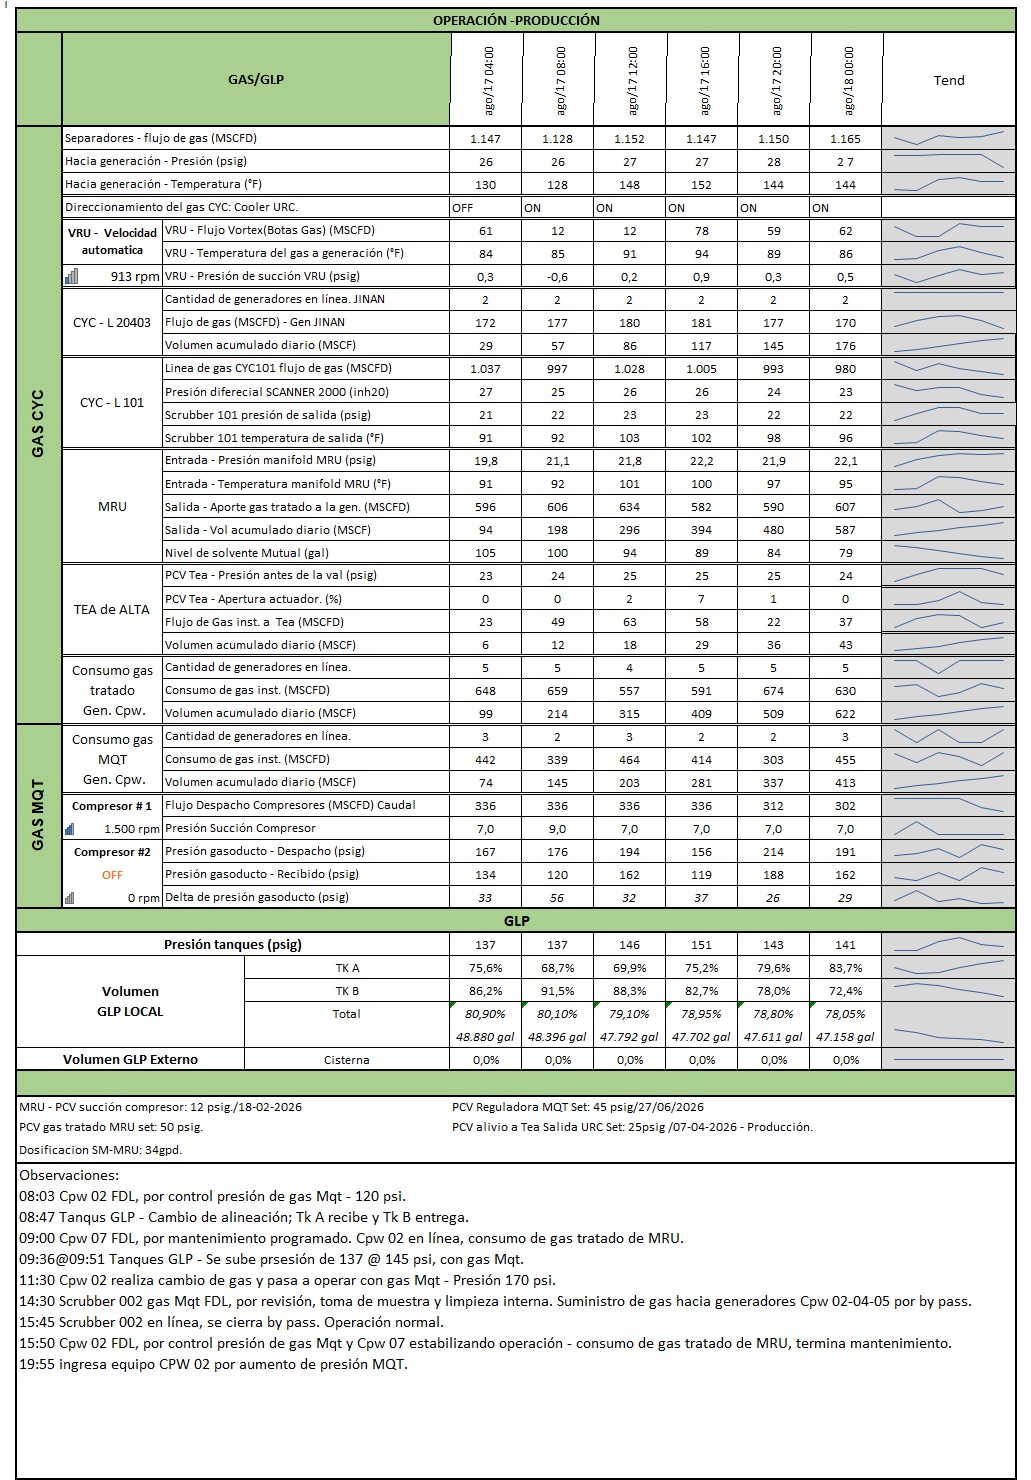 OPERACIÓN -PRODUCCIÓN
GAS/GLP ago/17 04:00 ago/17 08:00 ago/17 12:00 ago/17 16:00 ago/17 20:00 ago/18 00:00 Tend
GAS CYC
Separadores - flujo de gas (MSCFD) 1.147 1.128 1.152 1.147 1.150 1.165
Hacia generación - Presión (psig) 26 26 27 27 28 2 7
Hacia generación - Temperatura (°F) 130 128 148 152 144 144
Direccionamiento del gas CYC: Cooler URC. OFF ON ON ON ON ON
VRU - Velocidad automatica
VRU - Flujo Vortex(Botas Gas) (MSCFD) 61 12 12 78 59 62
VRU - Temperatura del gas a generación (°F) 84 85 91 94 89 86
913 rpm VRU - Presión de succión VRU (psig) 0,3 -0,6 0,2 0,9 0,3 0,5
CYC - L 20403
Cantidad de generadores en línea. JINAN 2 2 2 2 2 2
Flujo de gas (MSCFD) - Gen JINAN 172 177 180 181 177 170
Volumen acumulado diario (MSCF) 29 57 86 117 145 176
CYC - L 101
Linea de gas CYC101 flujo de gas (MSCFD) 1.037 997 1.028 1.005 993 980
Presión diferecial SCANNER 2000 (inh20) 27 25 26 26 24 23
Scrubber 101 presión de salida (psig) 21 22 23 23 22 22
Scrubber 101 temperatura de salida (°F) 91 92 103 102 98 96
MRU
Entrada - Presión manifold MRU (psig) 19,8 21,1 21,8 22,2 21,9 22,1
Entrada - Temperatura manifold MRU (°F) 91 92 101 100 97 95
Salida - Aporte gas tratado a la gen. (MSCFD) 596 606 634 582 590 607
Salida - Vol acumulado diario (MSCF) 94 198 296 394 480 587
Nivel de solvente Mutual (gal) 105 100 94 89 84 79
TEA de ALTA
PCV Tea - Presión antes de la val (psig) 23 24 25 25 25 24
PCV Tea - Apertura actuador. (%) 0 0 2 7 1 0
Flujo de Gas inst. a Tea (MSCFD) 23 49 63 58 22 37
Volumen acumulado diario (MSCF) 6 12 18 29 36 43
Consumo gas tratado Gen. Cpw.
Cantidad de generadores en línea. 5 5 4 5 5 5
Consumo de gas inst. (MSCFD) 648 659 557 591 674 630
Volumen acumulado diario (MSCF) 99 214 315 409 509 622
GAS MQT
Consumo gas MQT Gen. Cpw.
Cantidad de generadores en línea. 3 2 3 2 2 3
Consumo de gas inst. (MSCFD) 442 339 464 414 303 455
Volumen acumulado diario (MSCF) 74 145 203 281 337 413
Compresor # 1 Flujo Despacho Compresores (MSCFD) Caudal 336 336 336 336 312 302
1.500 rpm Presión Succión Compresor 7,0 9,0 7,0 7,0 7,0 7,0
Compresor #2 Presión gasoducto - Despacho (psig) 167 176 194 156 214 191
OFF Presión gasoducto - Recibido (psig) 134 120 162 119 188 162
0 rpm Delta de presión gasoducto (psig) 33 56 32 37 26 29
GLP
Presión tanques (psig) 137 137 146 151 143 141
Volumen GLP LOCAL
TK A 75,6% 68,7% 69,9% 75,2% 79,6% 83,7%
TK B 86,2% 91,5% 88,3% 82,7% 78,0% 72,4%
Total 80,90% 80,10% 79,10% 78,95% 78,80% 78,05%
48.880 gal 48.396 gal 47.792 gal 47.702 gal 47.611 gal 47.158 gal
Volumen GLP Externo Cisterna 0,0% 0,0% 0,0% 0,0% 0,0% 0,0%
MRU - PCV succión compresor: 12 psig./18-02-2026 PCV Reguladora MQT Set: 45 psig/27/06/2026
PCV gas tratado MRU set: 50 psig. PCV alivio a Tea Salida URC Set: 25psig /07-04-2026 - Producción.
Dosificacion SM-MRU: 34gpd.
Observaciones:
08:03 Cpw 02 FDL, por control presión de gas Mqt - 120 psi.
08:47 Tanqus GLP - Cambio de alineación; Tk A recibe y Tk B entrega.
09:00 Cpw 07 FDL, por mantenimiento programado. Cpw 02 en línea, consumo de gas tratado de MRU.
09:36@09:51 Tanques GLP - Se sube prsesión de 137 @ 145 psi, con gas Mqt.
11:30 Cpw 02 realiza cambio de gas y pasa a operar con gas Mqt - Presión 170 psi.
14:30 Scrubber 002 gas Mqt FDL, por revisión, toma de muestra y limpieza interna. Suministro de gas hacia generadores Cpw 02-04-05 por by pass.
15:45 Scrubber 002 en línea, se cierra by pass. Operación normal.
15:50 Cpw 02 FDL, por control presión de gas Mqt y Cpw 07 estabilizando operación - consumo de gas tratado de MRU, termina mantenimiento.
19:55 ingresa equipo CPW 02 por aumento de presión MQT.